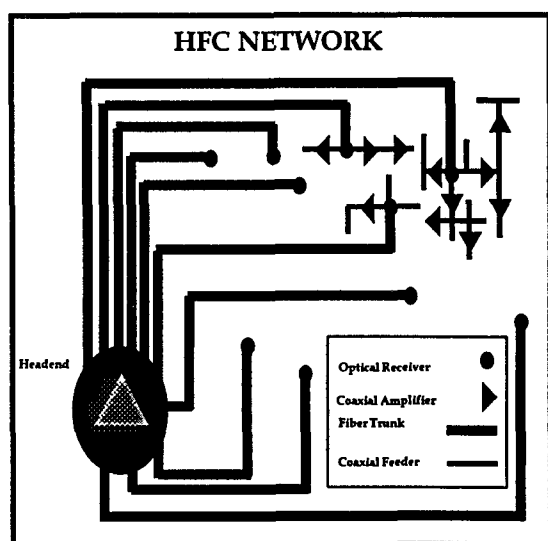 HFC NETWORK
Headend
Optical Receiver
Coaxial Amplifier
Fiber Trunk
Coaxial Feeder